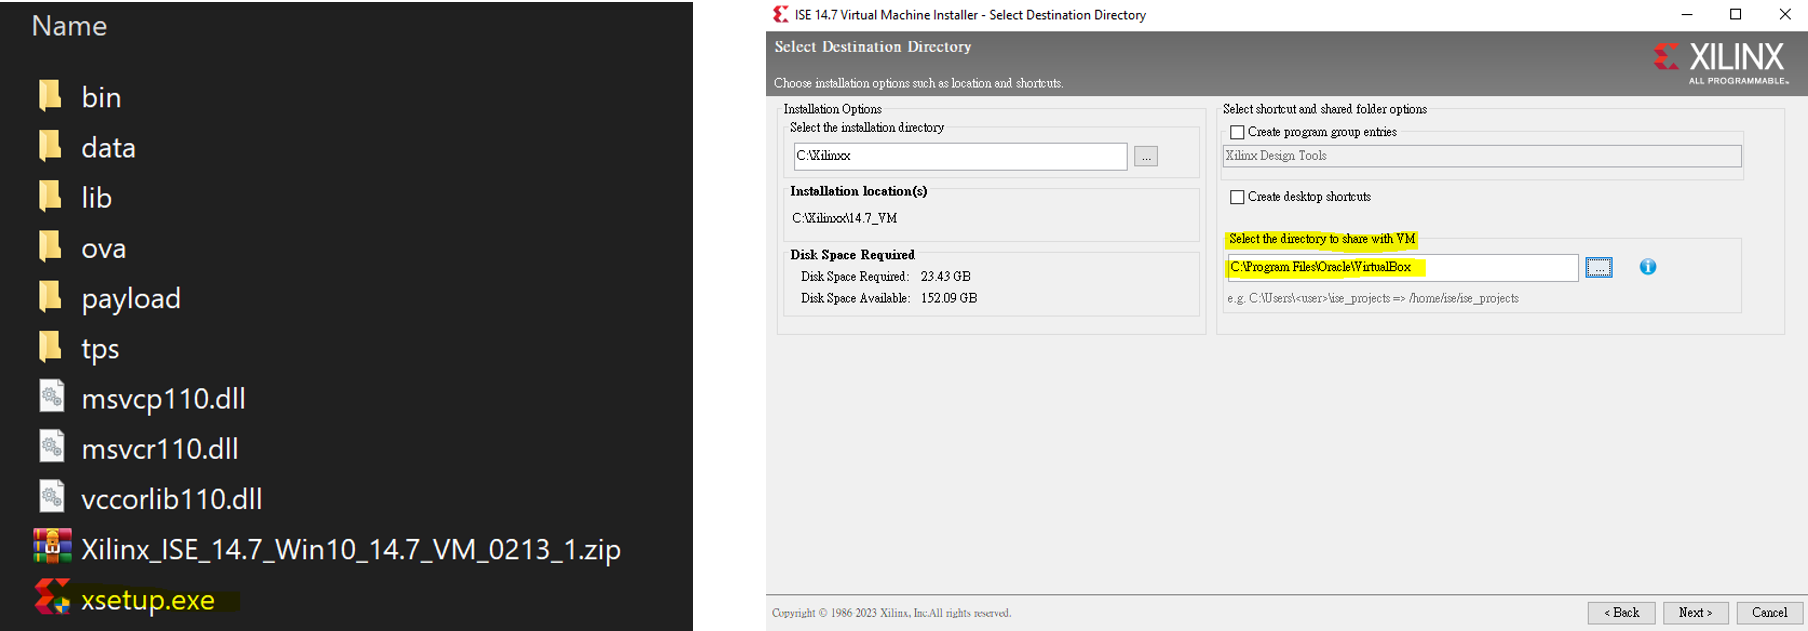 Name
bin
data
lib
ova
payload
tps
msvcp110.dll
msvcr110.dll
vccorlib110.dll
Xilinx_ISE_14.7_Win10_14.7_VM_0213_1.zip
xsetup.exe
ISE 14.7 Virtual Machine Installer - Select Destination Directory
Select Destination Directory
Choose installation options such as location and shortcuts.
XILINX
ALL PROGRAMMABLE™
Installation Options
Select the installation directory
C:\Xilinxx
...
Installation location(s)
C:\Xilinxx\14.7_VM
Disk Space Required
Disk Space Required: 23.43 GB
Disk Space Available: 152.09 GB
Select shortcut and shared folder options
Create program group entries
Xilinx Design Tools
Create desktop shortcuts
Select the directory to share with VM
C:\Program Files\Oracle\VirtualBox
...
e.g. C:\Users\<user>\ise_projects => /home/ise/ise_projects
Copyright © 1986 2023 Xilinx, Inc.All rights reserved.
< Back
Next >
Cancel